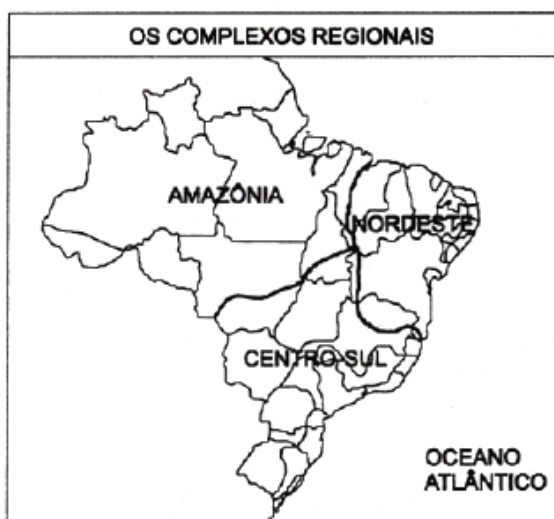 OS COMPLEXOS REGIONAIS
AMAZÔNIA
NORDESTE
CENTRO-SUL
OCEANO
ATLÂNTICO